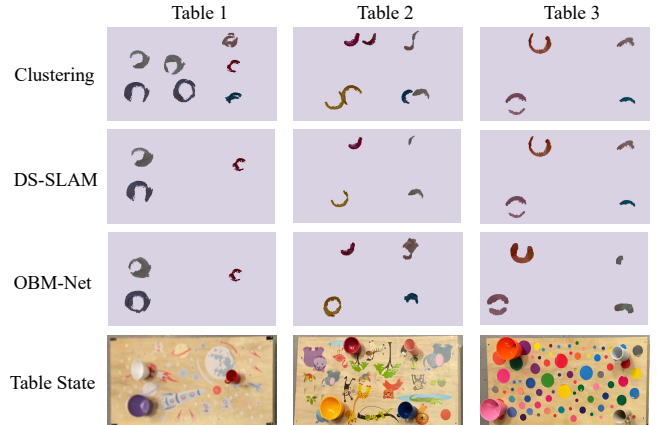 Table 1 Table 2 Table 3
Clustering
DS-SLAM
OBM-Net
Table State